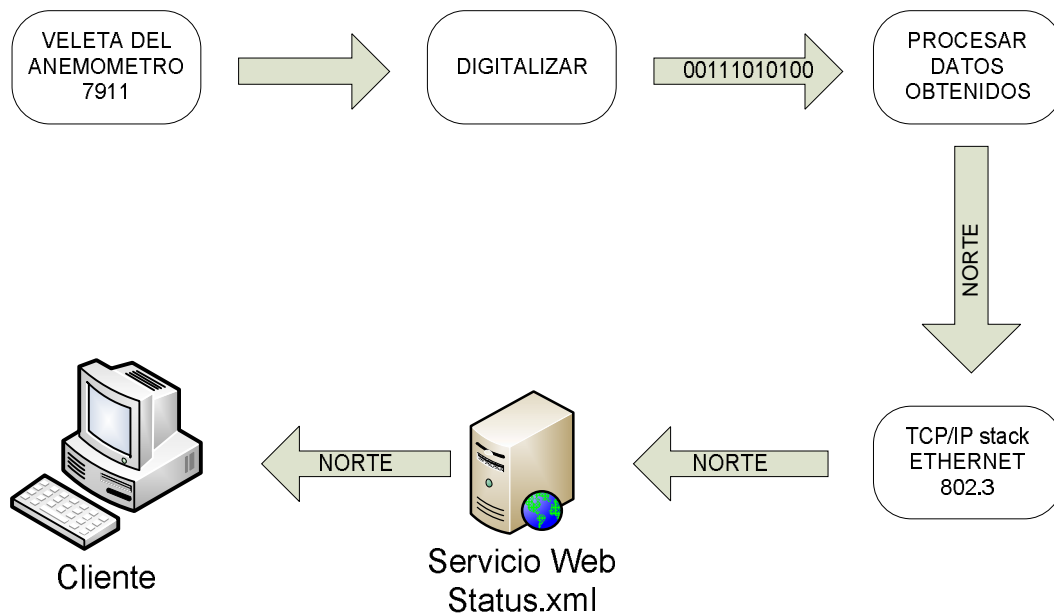 VELETA DEL
ANEMOMETRO
7911
DIGITALIZAR
00111010100
PROCESAR
DATOS
OBTENIDOS
NORTE
TCP/IP stack
ETHERNET
802.3
NORTE
Servicio Web
Status.xml
NORTE
Cliente